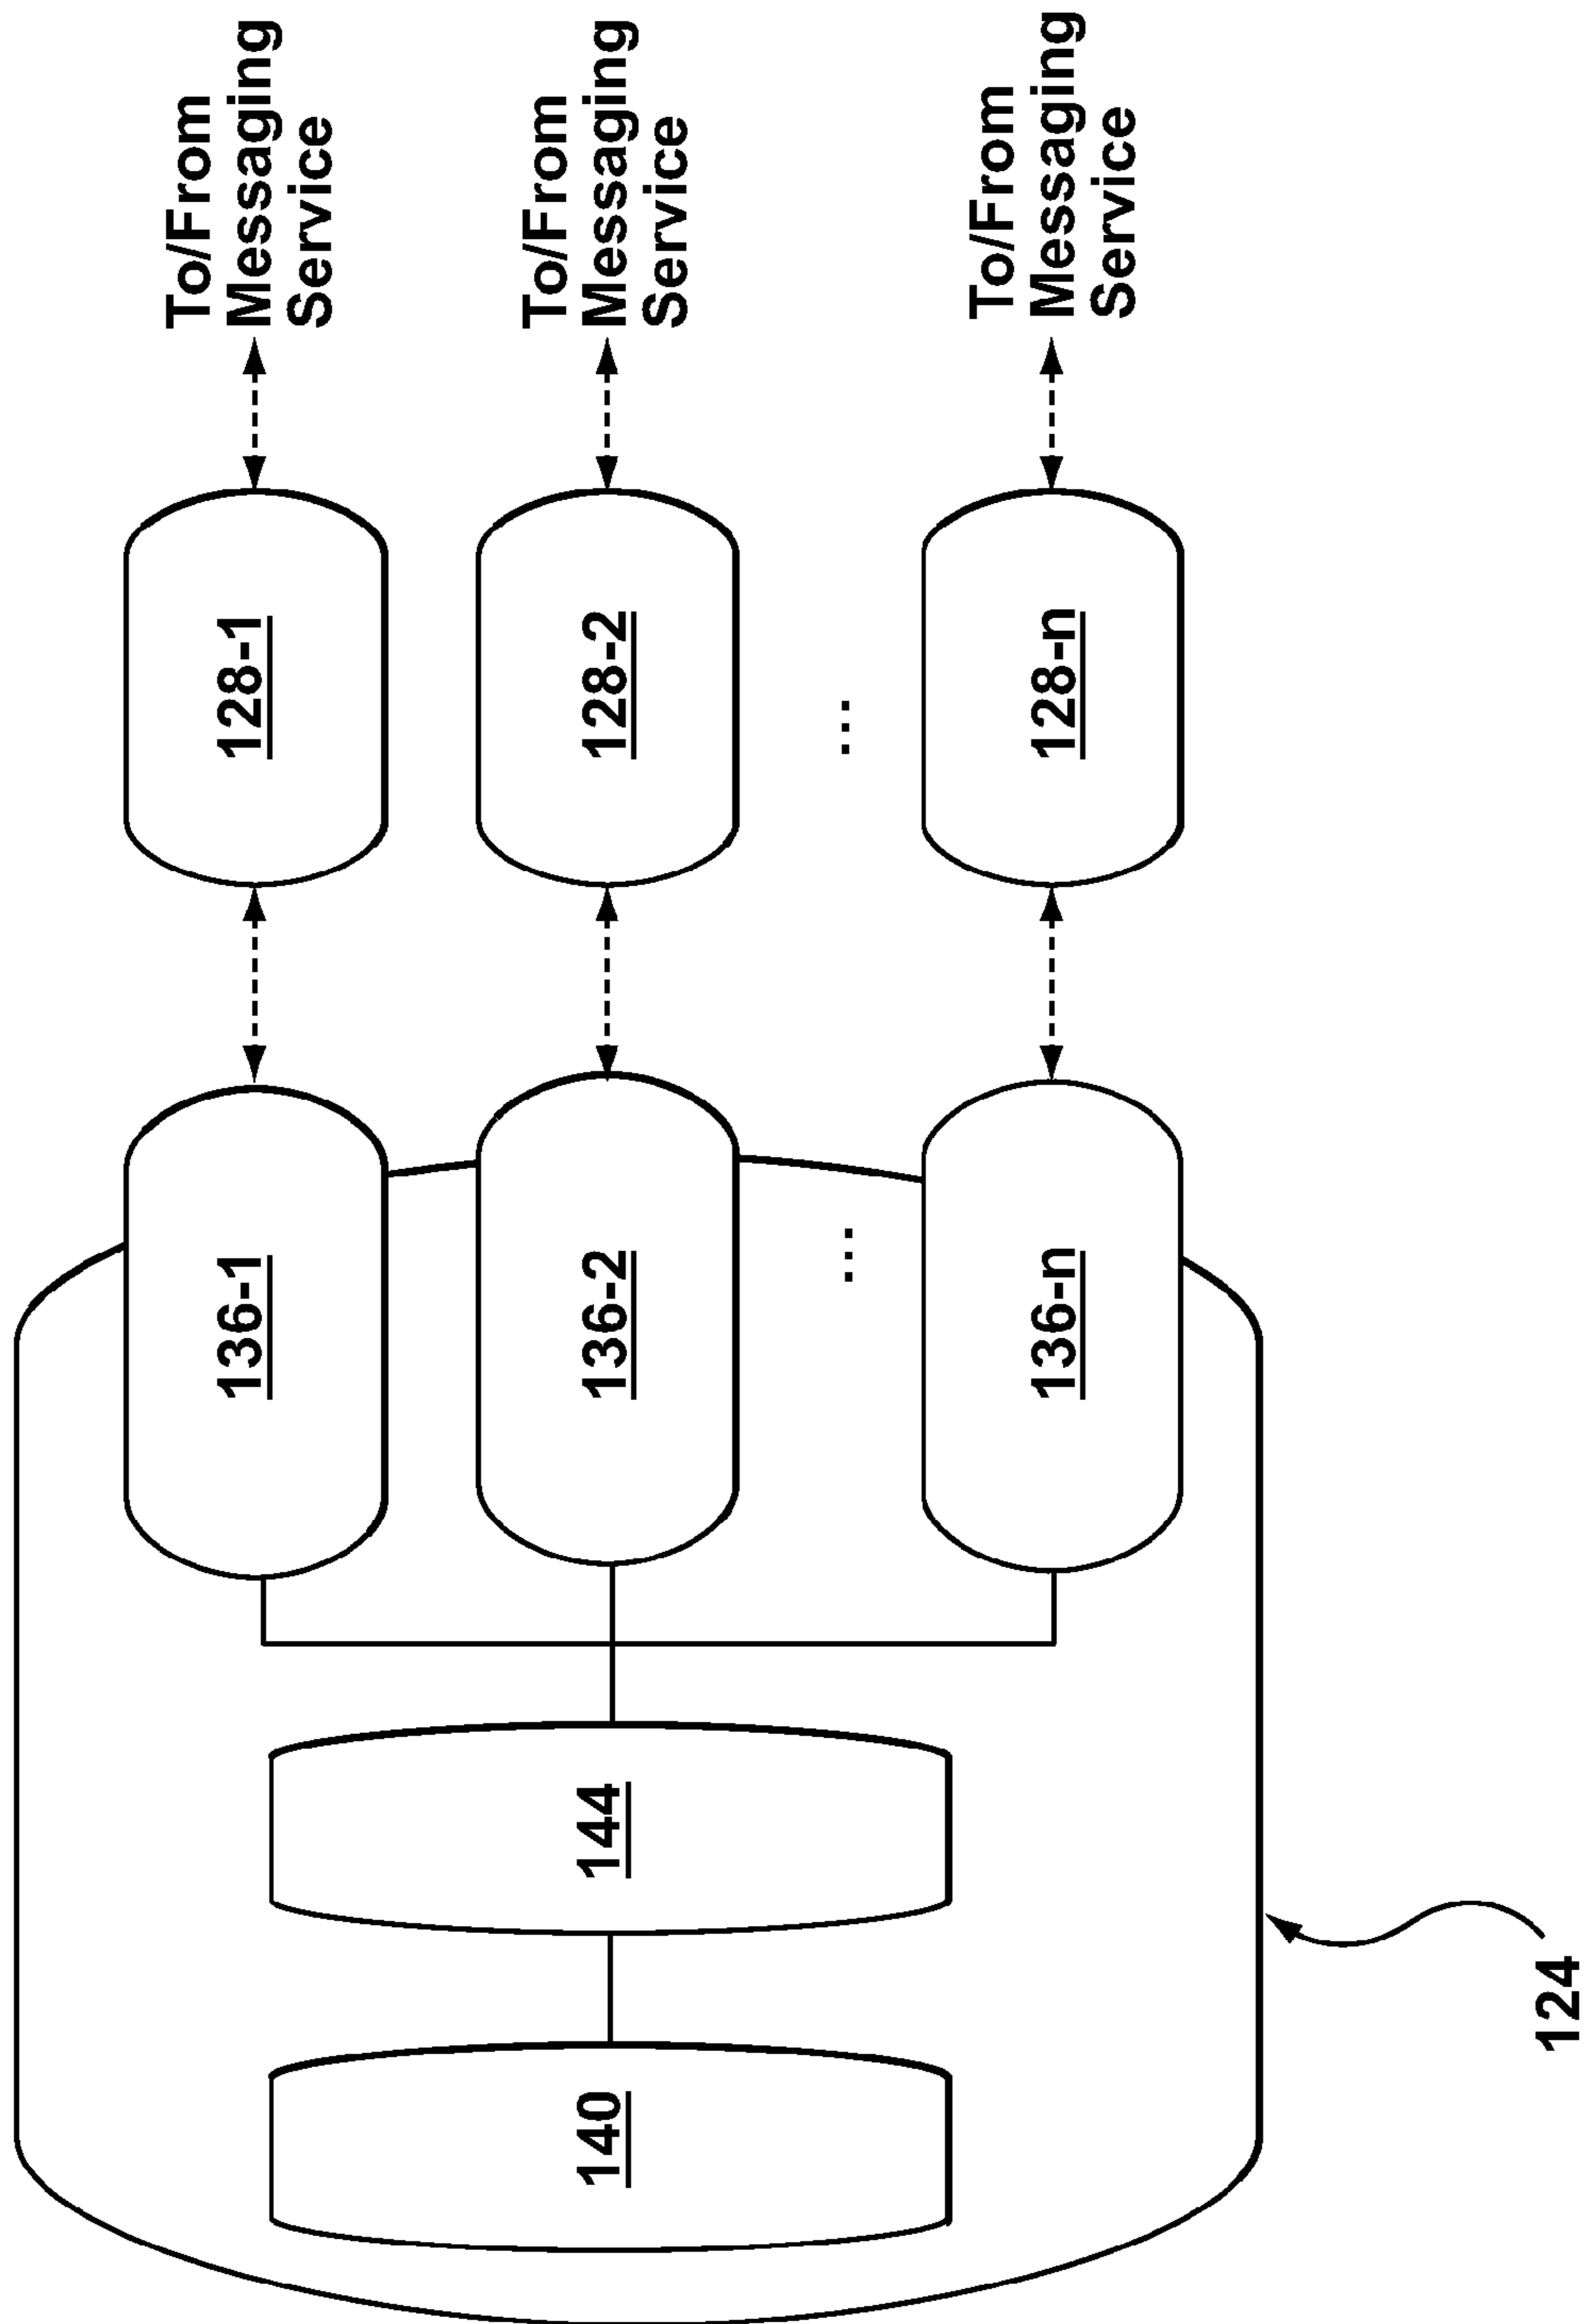 To/From
Messaging
Service
To/From
Messaging
Service
To/From
Messaging
Service
128-1
128-2
...
128-n
136-1
136-2
...
136-n
144
140
124